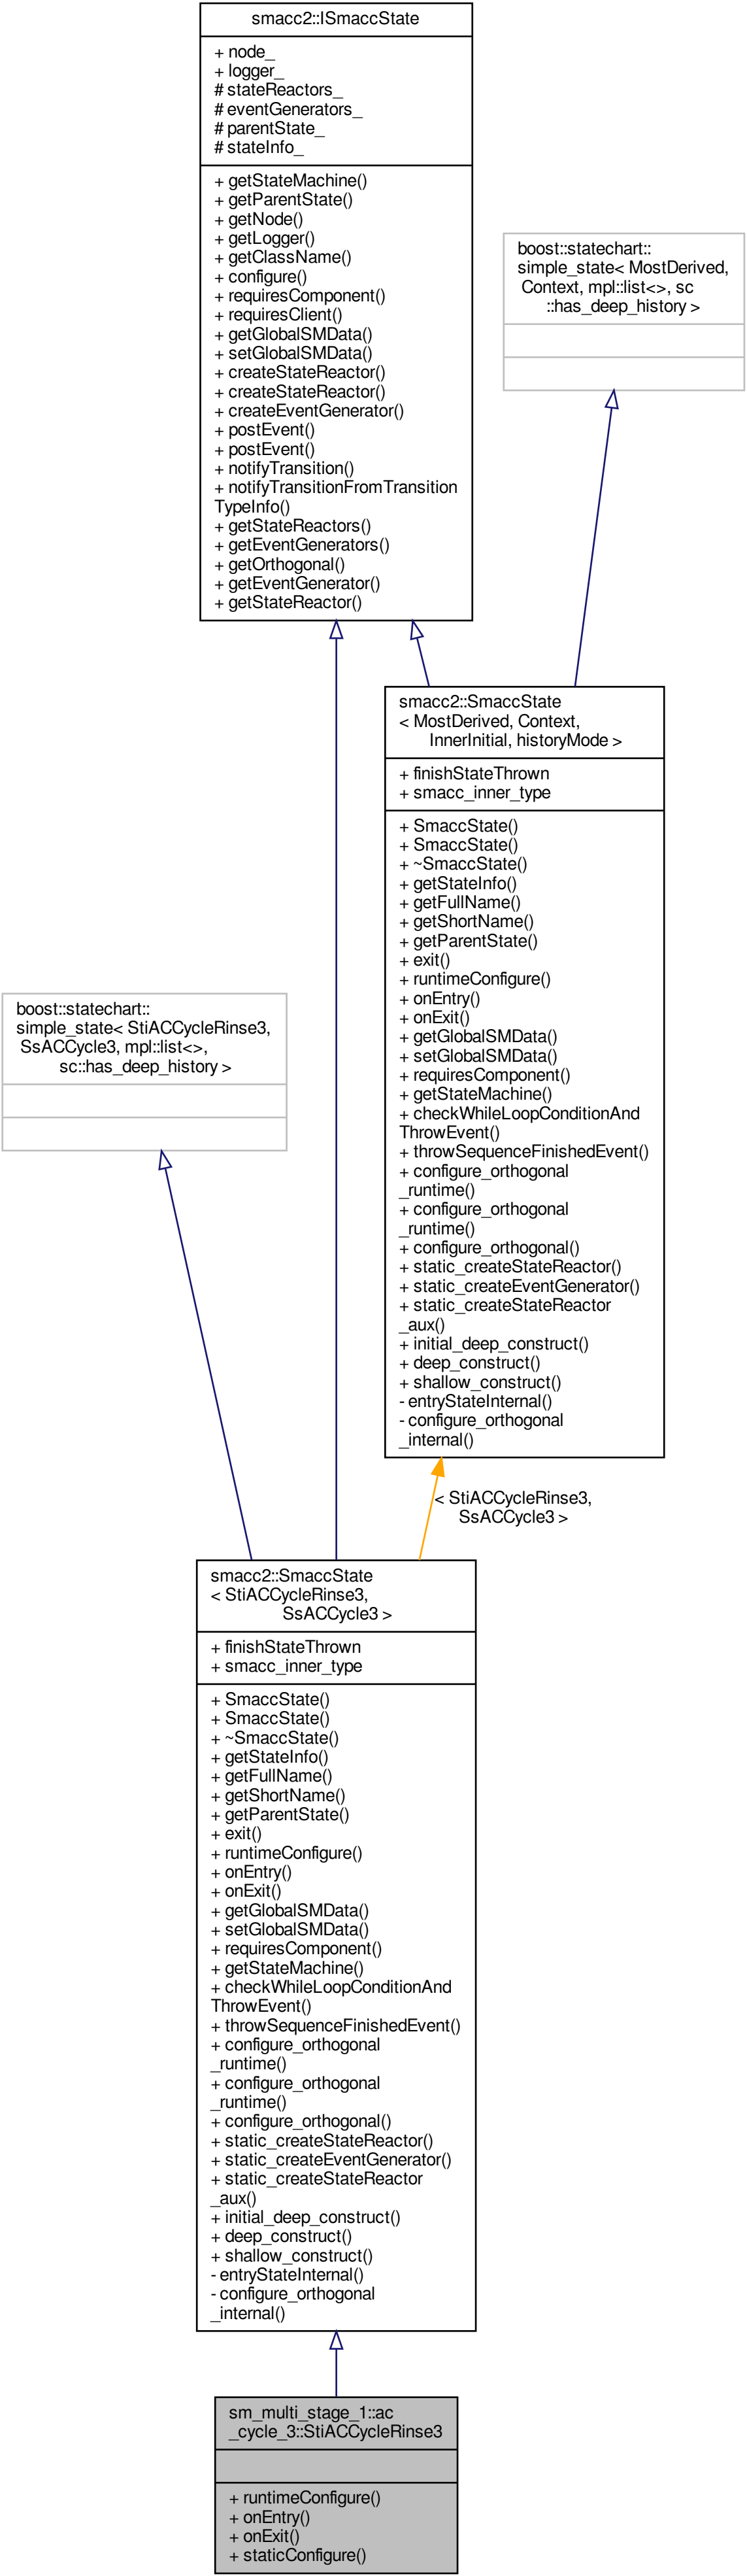 smacc2::ISmaccState
+ node_
+ logger_
# stateReactors_
# eventGenerators_
# parentState_
# stateInfo_
+ getStateMachine()
+ getParentState()
+ getNode()
+ getLogger()
+ getClassName()
+ configure()
+ requiresComponent()
+ requiresClient()
+ getGlobalSMData()
+ setGlobalSMData()
+ createStateReactor()
+ createStateReactor()
+ createEventGenerator()
+ postEvent()
+ postEvent()
+ notifyTransition()
+ notifyTransitionFromTransition
TypeInfo()
+ getStateReactors()
+ getEventGenerators()
+ getOrthogonal()
+ getEventGenerator()
+ getStateReactor()
boost::statechart::
simple_state< MostDerived,
Context, mpl::list<>, sc
::has_deep_history >
smacc2::SmaccState
< MostDerived, Context,
InnerInitial, historyMode >
+ finishStateThrown
+ smacc_inner_type
+ SmaccState()
+ SmaccState()
+ ~SmaccState()
+ getStateInfo()
+ getFullName()
+ getShortName()
+ getParentState()
+ exit()
+ runtimeConfigure()
+ onEntry()
+ onExit()
+ getGlobalSMData()
+ setGlobalSMData()
+ requiresComponent()
+ getStateMachine()
+ checkWhileLoopConditionAnd
ThrowEvent()
+ throwSequenceFinishedEvent()
+ configure_orthogonal
_runtime()
+ configure_orthogonal
_runtime()
+ configure_orthogonal()
+ static_createStateReactor()
+ static_createEventGenerator()
+ static_createStateReactor
_aux()
+ initial_deep_construct()
+ deep_construct()
+ shallow_construct()
- entryStateInternal()
- configure_orthogonal
_internal()
boost::statechart::
simple_state< StiACCycleRinse3,
SsACCycle3, mpl::list<>,
sc::has_deep_history >
< StiACCycleRinse3,
SsACCycle3 >
smacc2::SmaccState
< StiACCycleRinse3,
SsACCycle3 >
+ finishStateThrown
+ smacc_inner_type
+ SmaccState()
+ SmaccState()
+ ~SmaccState()
+ getStateInfo()
+ getFullName()
+ getShortName()
+ getParentState()
+ exit()
+ runtimeConfigure()
+ onEntry()
+ onExit()
+ getGlobalSMData()
+ setGlobalSMData()
+ requiresComponent()
+ getStateMachine()
+ checkWhileLoopConditionAnd
ThrowEvent()
+ throwSequenceFinishedEvent()
+ configure_orthogonal
_runtime()
+ configure_orthogonal
_runtime()
+ configure_orthogonal()
+ static_createStateReactor()
+ static_createEventGenerator()
+ static_createStateReactor
_aux()
+ initial_deep_construct()
+ deep_construct()
+ shallow_construct()
- entryStateInternal()
- configure_orthogonal
_internal()
sm_multi_stage_1::ac
_cycle_3::StiACCycleRinse3
+ runtimeConfigure()
+ onEntry()
+ onExit()
+ staticConfigure()